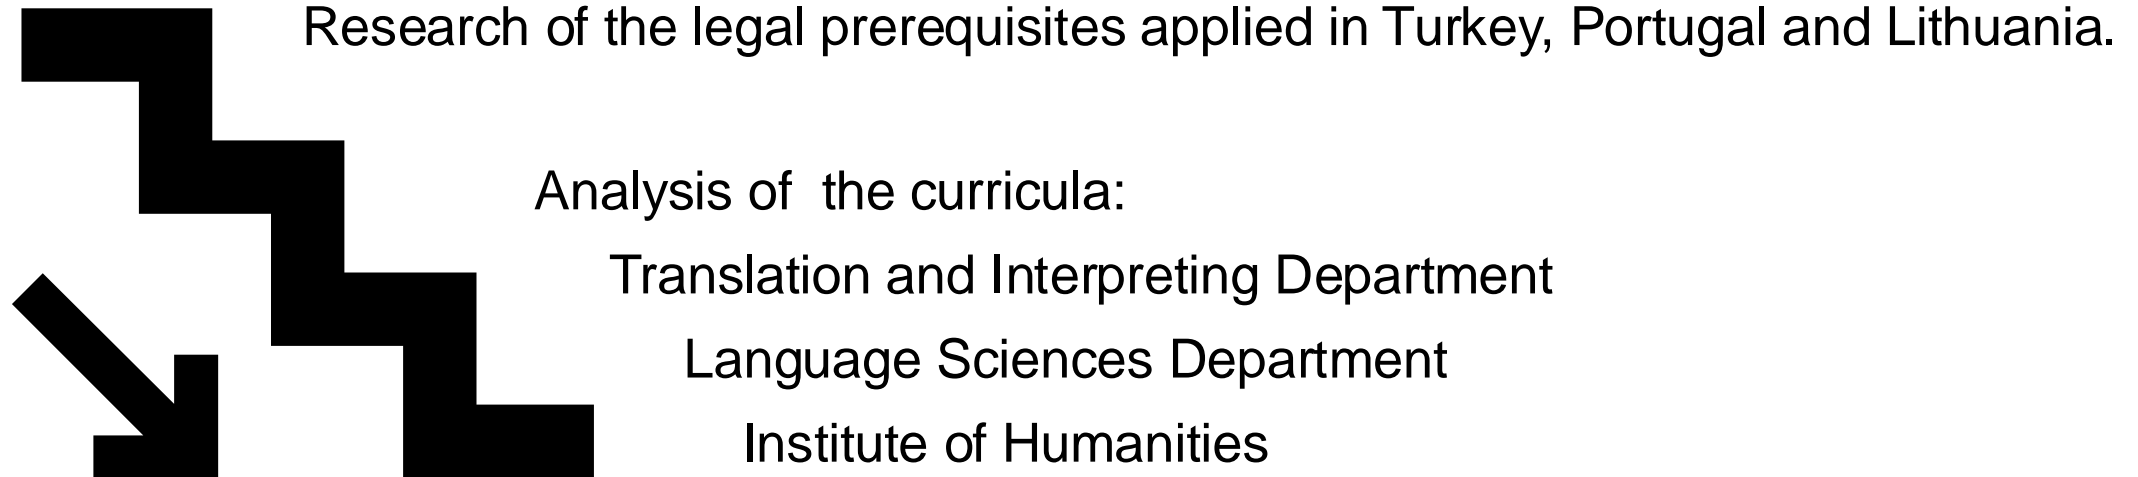 Research of the legal prerequisites applied in Turkey, Portugal and Lithuania.
Analysis of  the curricula:
Translation and Interpreting Department
Language Sciences Department
Institute of Humanities